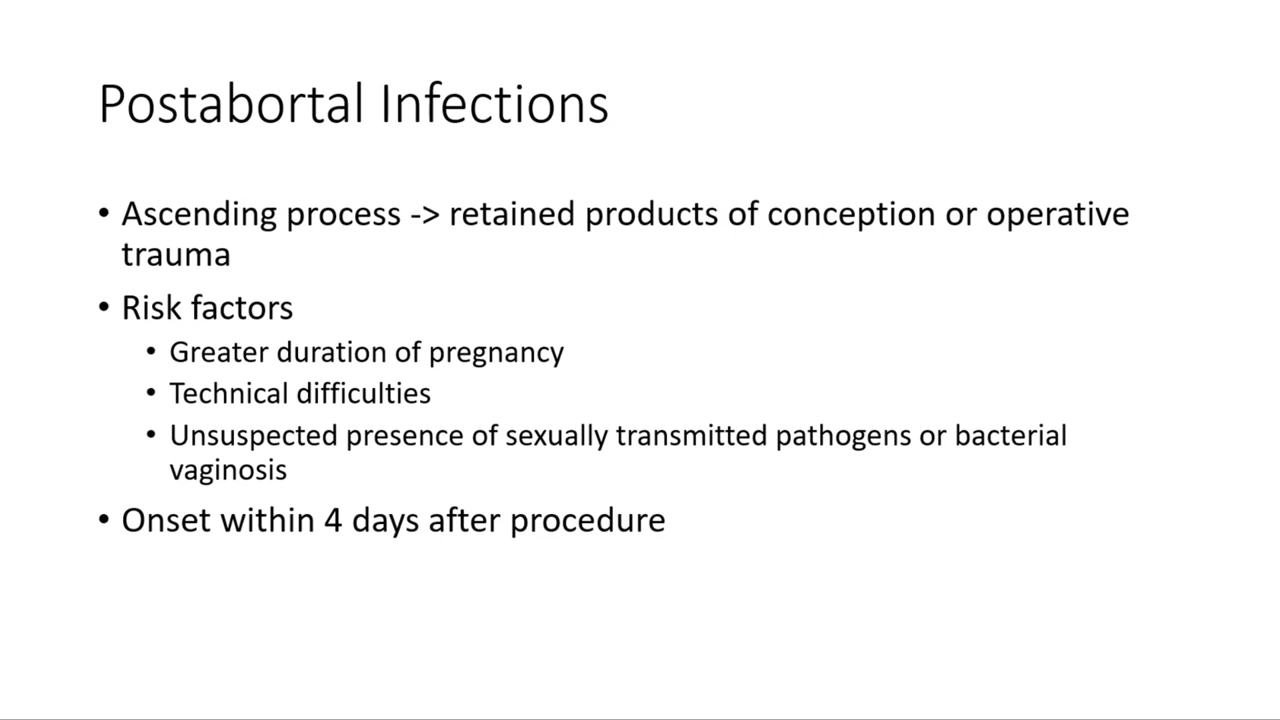 Postabortal Infections
• Ascending process -> retained products of conception or operative
trauma
• Risk factors
• Greater duration of pregnancy
• Technical difficulties
• Unsuspected presence of sexually transmitted pathogens or bacterial
vaginosis
• Onset within 4 days after procedure